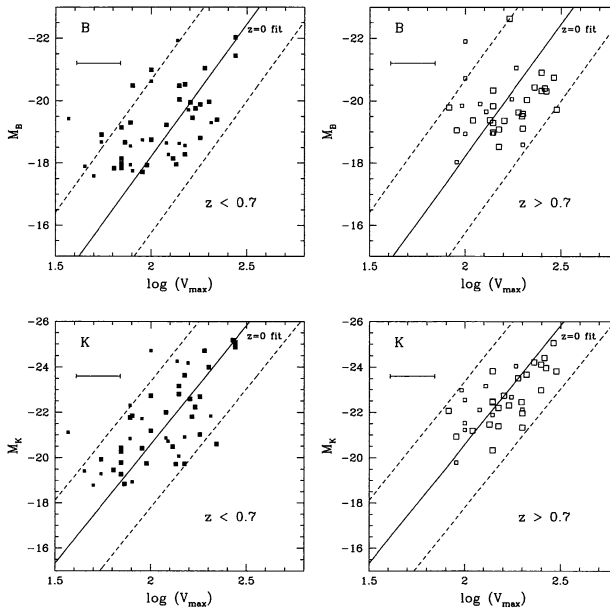 B
z=0 fit
-22
-20
-18
-16
M_B
z < 0.7
1.5
2
2.5
log (V_max)
B
z=0 fit
-22
-20
-18
-16
M_B
z > 0.7
1.5
2
2.5
log (V_max)
K
z=0 fit
-26
-24
-22
-20
-18
-16
M_K
z < 0.7
1.5
2
2.5
log (V_max)
K
z=0 fit
-26
-24
-22
-20
-18
-16
M_K
z > 0.7
1.5
2
2.5
log (V_max)